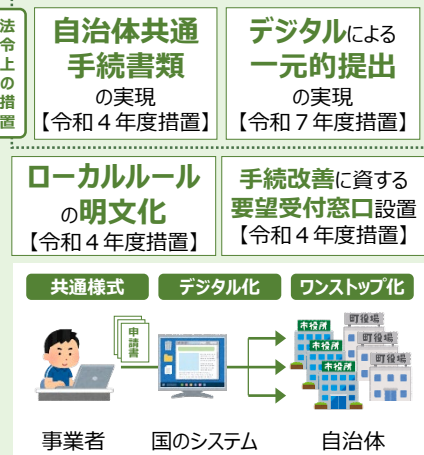 法令上の措置
自治体共通
手続書類
の実現
【令和４年度措置】
デジタルによる
一元的提出
の実現
【令和７年度措置】
ローカルルール
の明文化
【令和４年度措置】
手続改善に資する
要望受付窓口設置
【令和４年度措置】
共通様式
デジタル化
ワンストップ化
申請書
市役所
市役所
市役所
町役場
町役場
町役場
事業者
国のシステム
自治体